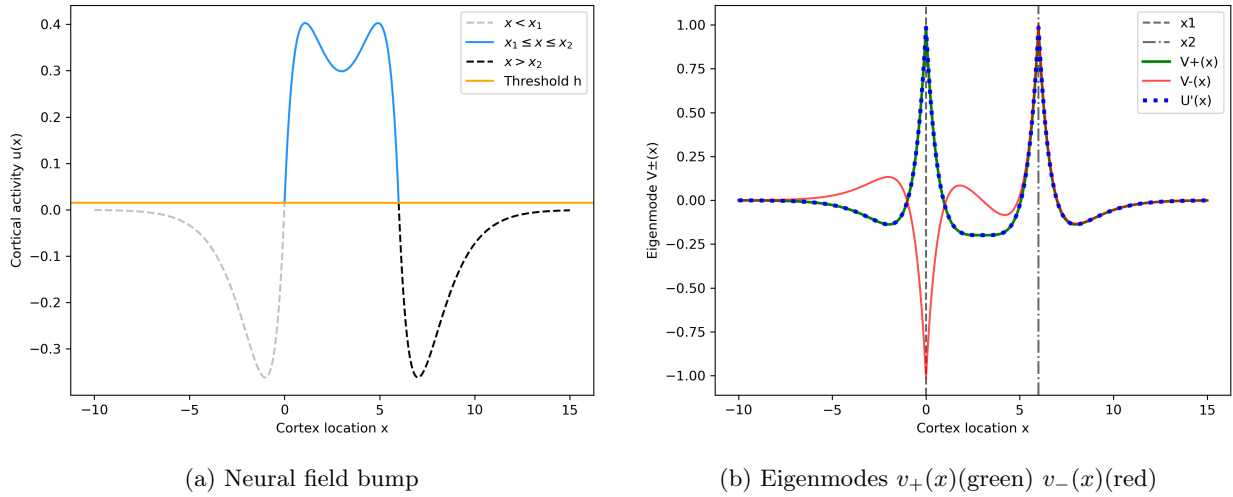 Cortical activity u(x)
0.4
0.3
0.2
0.1
0.0
−0.1
−0.2
−0.3
−10
−5
0
5
10
15
Cortex location x
x < x₁
x₁ ≤ x ≤ x₂
x > x₂
Threshold h
(a) Neural field bump
Eigenmode V±(x)
1.00
0.75
0.50
0.25
0.00
−0.25
−0.50
−0.75
−1.00
−10
−5
0
5
10
15
Cortex location x
x1
x2
V+(x)
V-(x)
U'(x)
(b) Eigenmodes v₊(x)(green) v₋(x)(red)